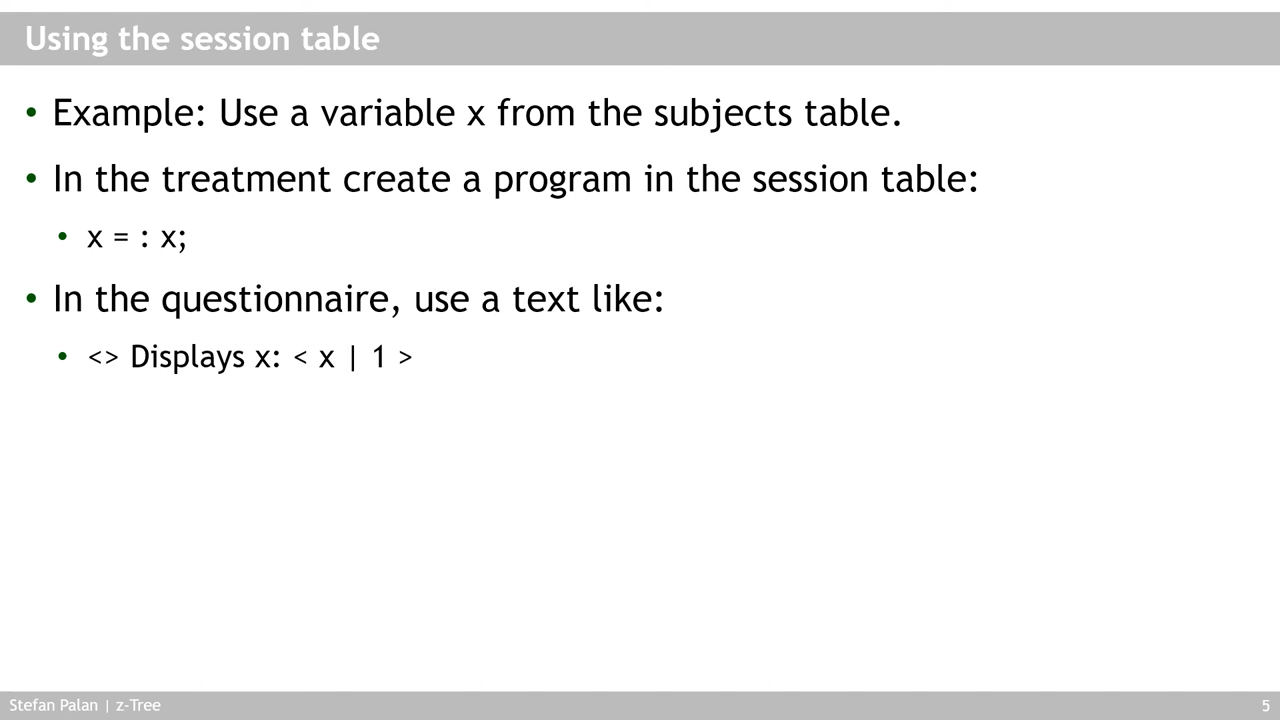 Using the session table
• Example: Use a variable x from the subjects table.
• In the treatment create a program in the session table:
• x = : x;
• In the questionnaire, use a text like:
• <> Displays x: < x | 1 >
Stefan Palan | z-Tree
5